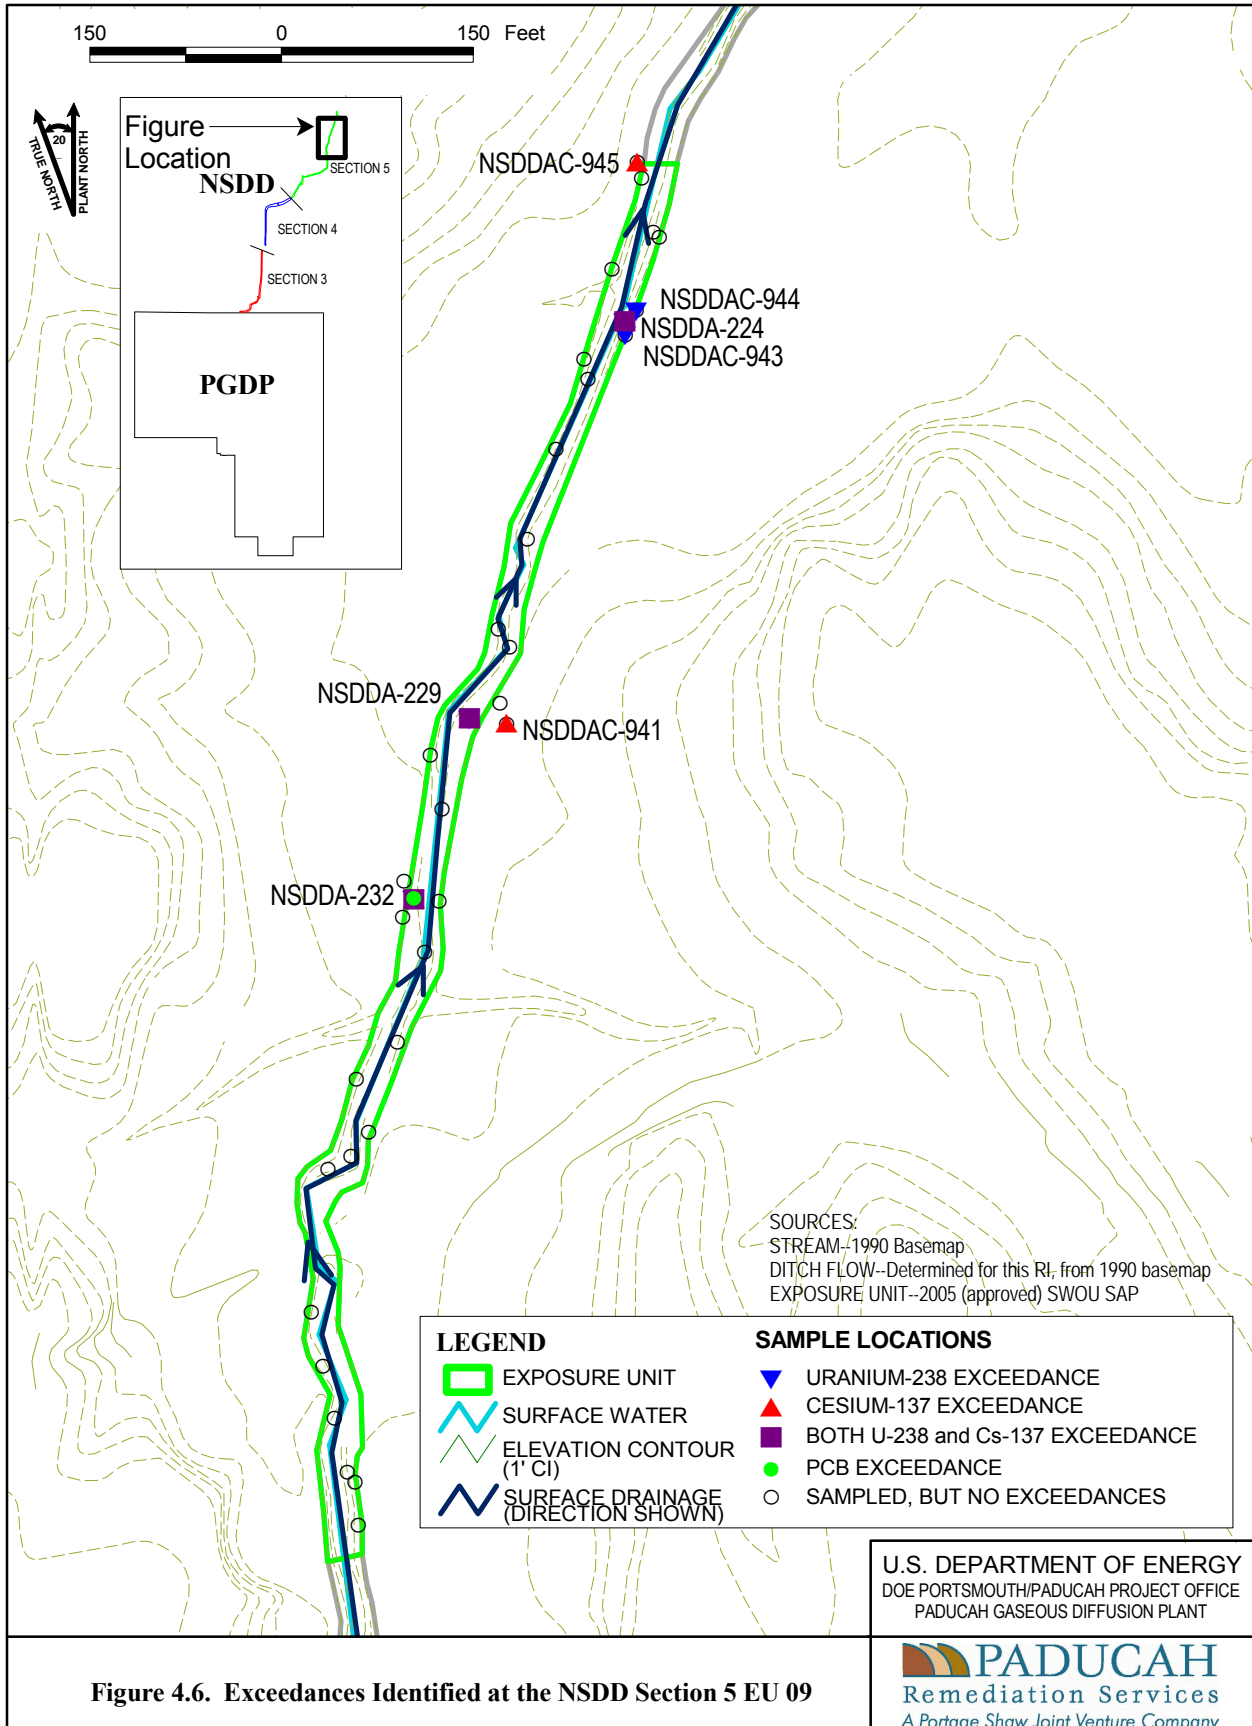 150 0 150 Feet
TRUE NORTH
20
PLANT NORTH
Figure
Location
NSDD
SECTION 5
SECTION 4
SECTION 3
PGDP
NSDDAC-945
NSDDAC-944
NSDDA-224
NSDDAC-943
NSDDA-229
NSDDAC-941
NSDDA-232
SOURCES:
STREAM--1990 Basemap
DITCH FLOW--Determined for this RI, from 1990 basemap
EXPOSURE UNIT--2005 (approved) SWOU SAP
LEGEND
EXPOSURE UNIT
SURFACE WATER
ELEVATION CONTOUR
(1' CI)
SURFACE DRAINAGE
(DIRECTION SHOWN)
SAMPLE LOCATIONS
URANIUM-238 EXCEEDANCE
CESIUM-137 EXCEEDANCE
BOTH U-238 and Cs-137 EXCEEDANCE
PCB EXCEEDANCE
SAMPLED, BUT NO EXCEEDANCES
U.S. DEPARTMENT OF ENERGY
DOE PORTSMOUTH/PADUCAH PROJECT OFFICE
PADUCAH GASEOUS DIFFUSION PLANT
Figure 4.6. Exceedances Identified at the NSDD Section 5 EU 09
PADUCAH
Remediation Services
A Portage Shaw Joint Venture Company